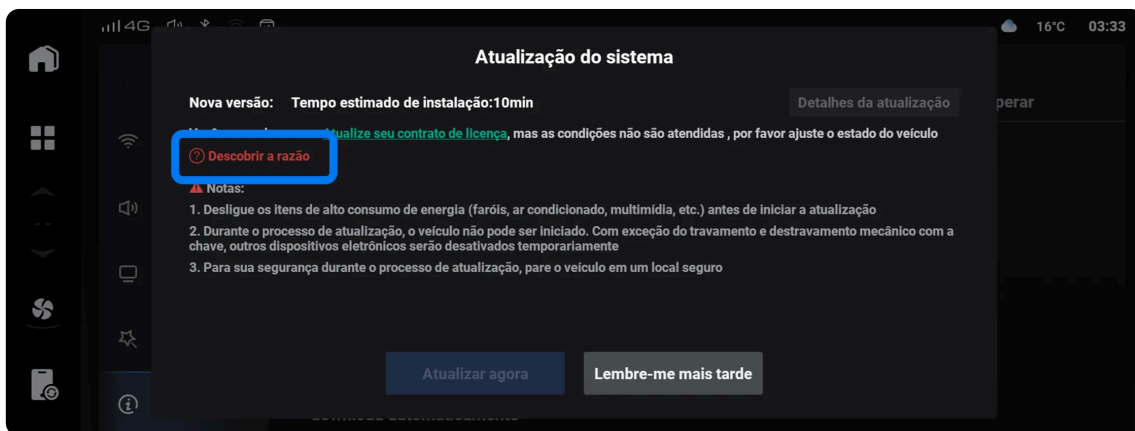 4G
16°C 03:33
Atualização do sistema
Nova versão: Tempo estimado de instalação:10min
Detalhes da atualização
perar
tualize seu contrato de licença, mas as condições não são atendidas , por favor ajuste o estado do veículo
Descobrir a razão
Notas:
1. Desligue os itens de alto consumo de energia (faróis, ar condicionado, multimídia, etc.) antes de iniciar a atualização
2. Durante o processo de atualização, o veículo não pode ser iniciado. Com exceção do travamento e destravamento mecânico com a
chave, outros dispositivos eletrônicos serão desativados temporariamente
3. Para sua segurança durante o processo de atualização, pare o veículo em um local seguro
Atualizar agora
Lembre-me mais tarde